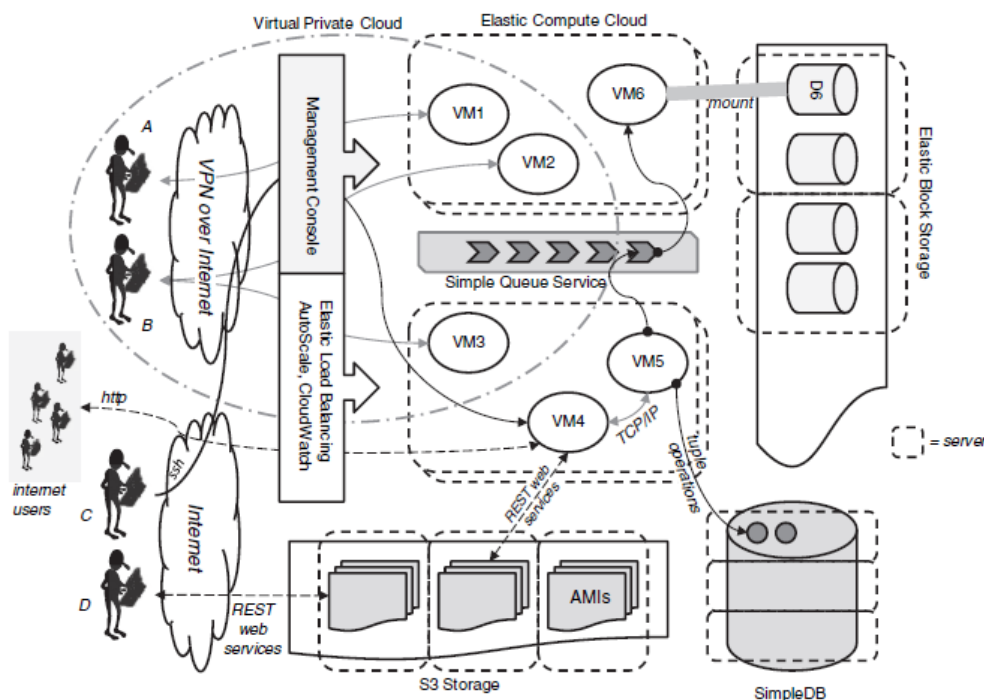 Virtual Private Cloud
Elastic Compute Cloud
A
VPN over Internet
B
Management Console
Elastic Load Balancing
AutoScale, CloudWatch
VM1
VM2
VM6
mount
D6
Elastic Block Storage
Simple Queue Service
VM3
VM5
VM4
TCP/IP
http
internet
users
ssh
C
Internet
D
REST
web
services
REST web
services
tuple
operations
= server
AMIs
S3 Storage
SimpleDB